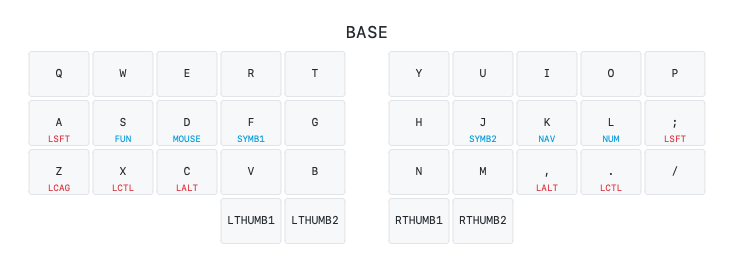 BASE
Q W E R T Y U I O P
A S D F G H J K L ;
LSFT FUN MOUSE SYMB1 SYMB2 NAV NUM LSFT
Z X C V B N M , . /
LCAG LCTL LALT LALT LCTL
LTHUMB1 LTHUMB2 RTHUMB1 RTHUMB2